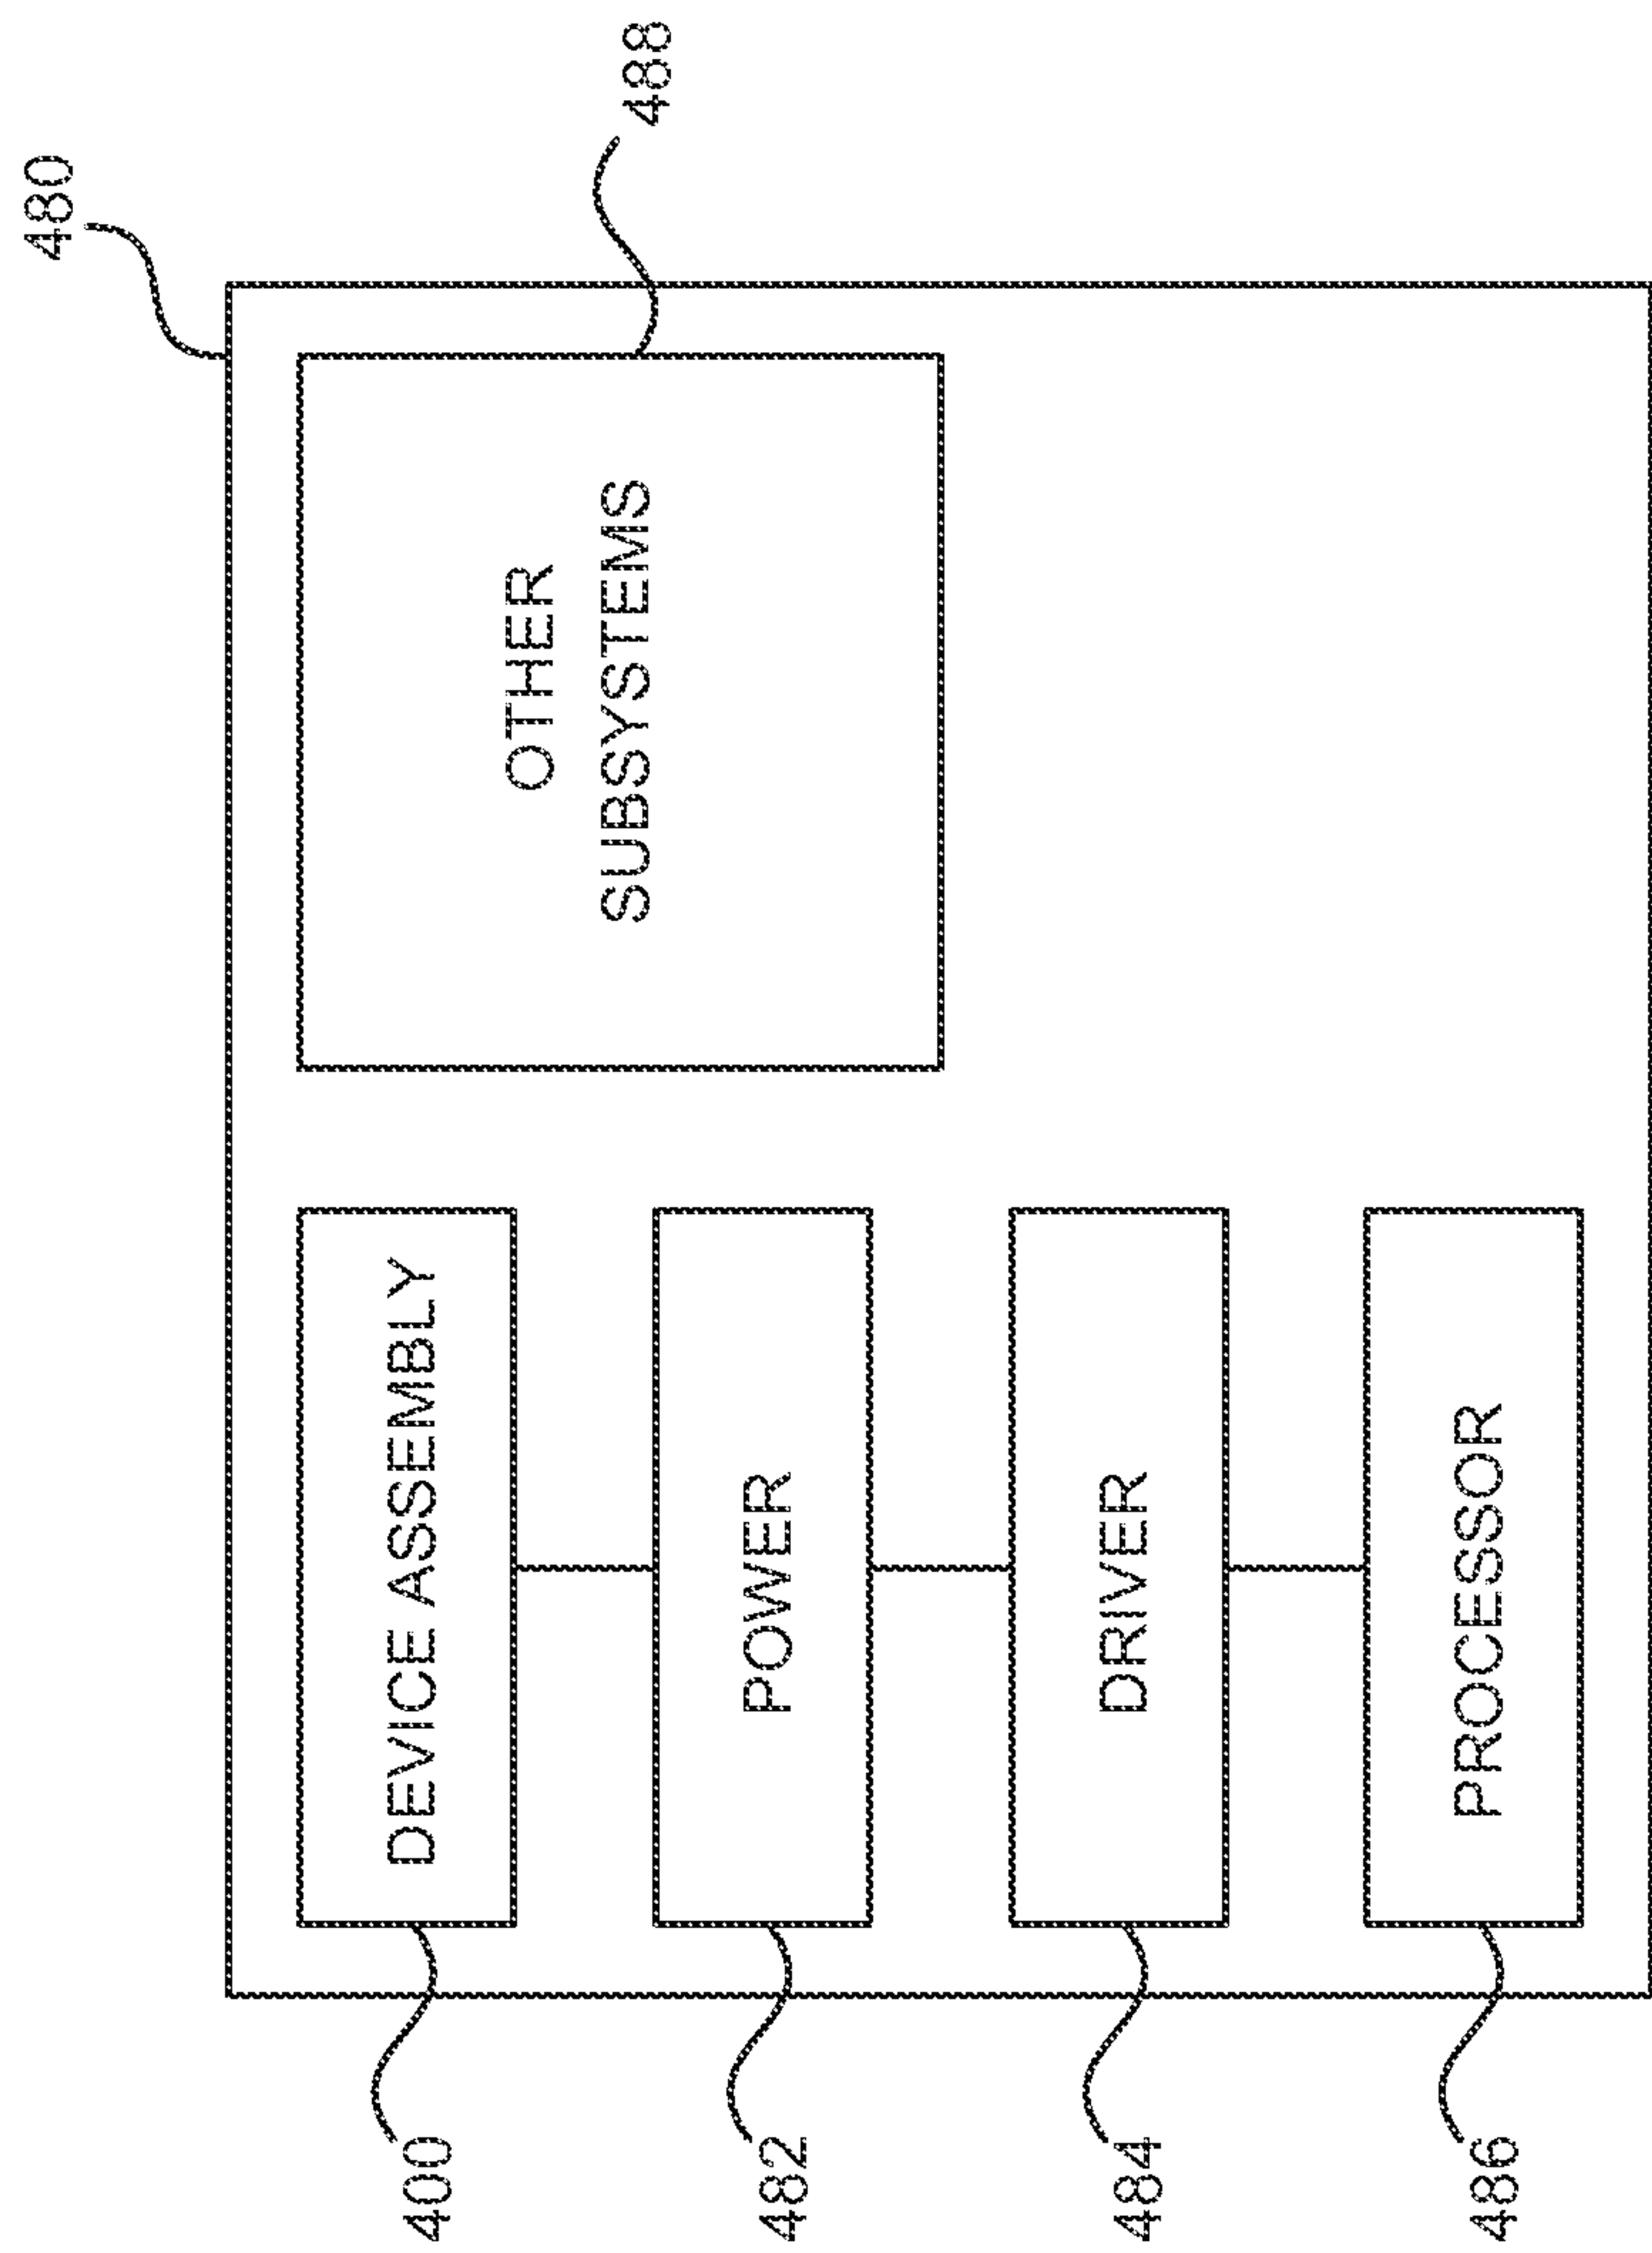 480
488
OTHER
SUBSYSTEMS
400
DEVICE ASSEMBLY
482
POWER
484
DRIVER
486
PROCESSOR